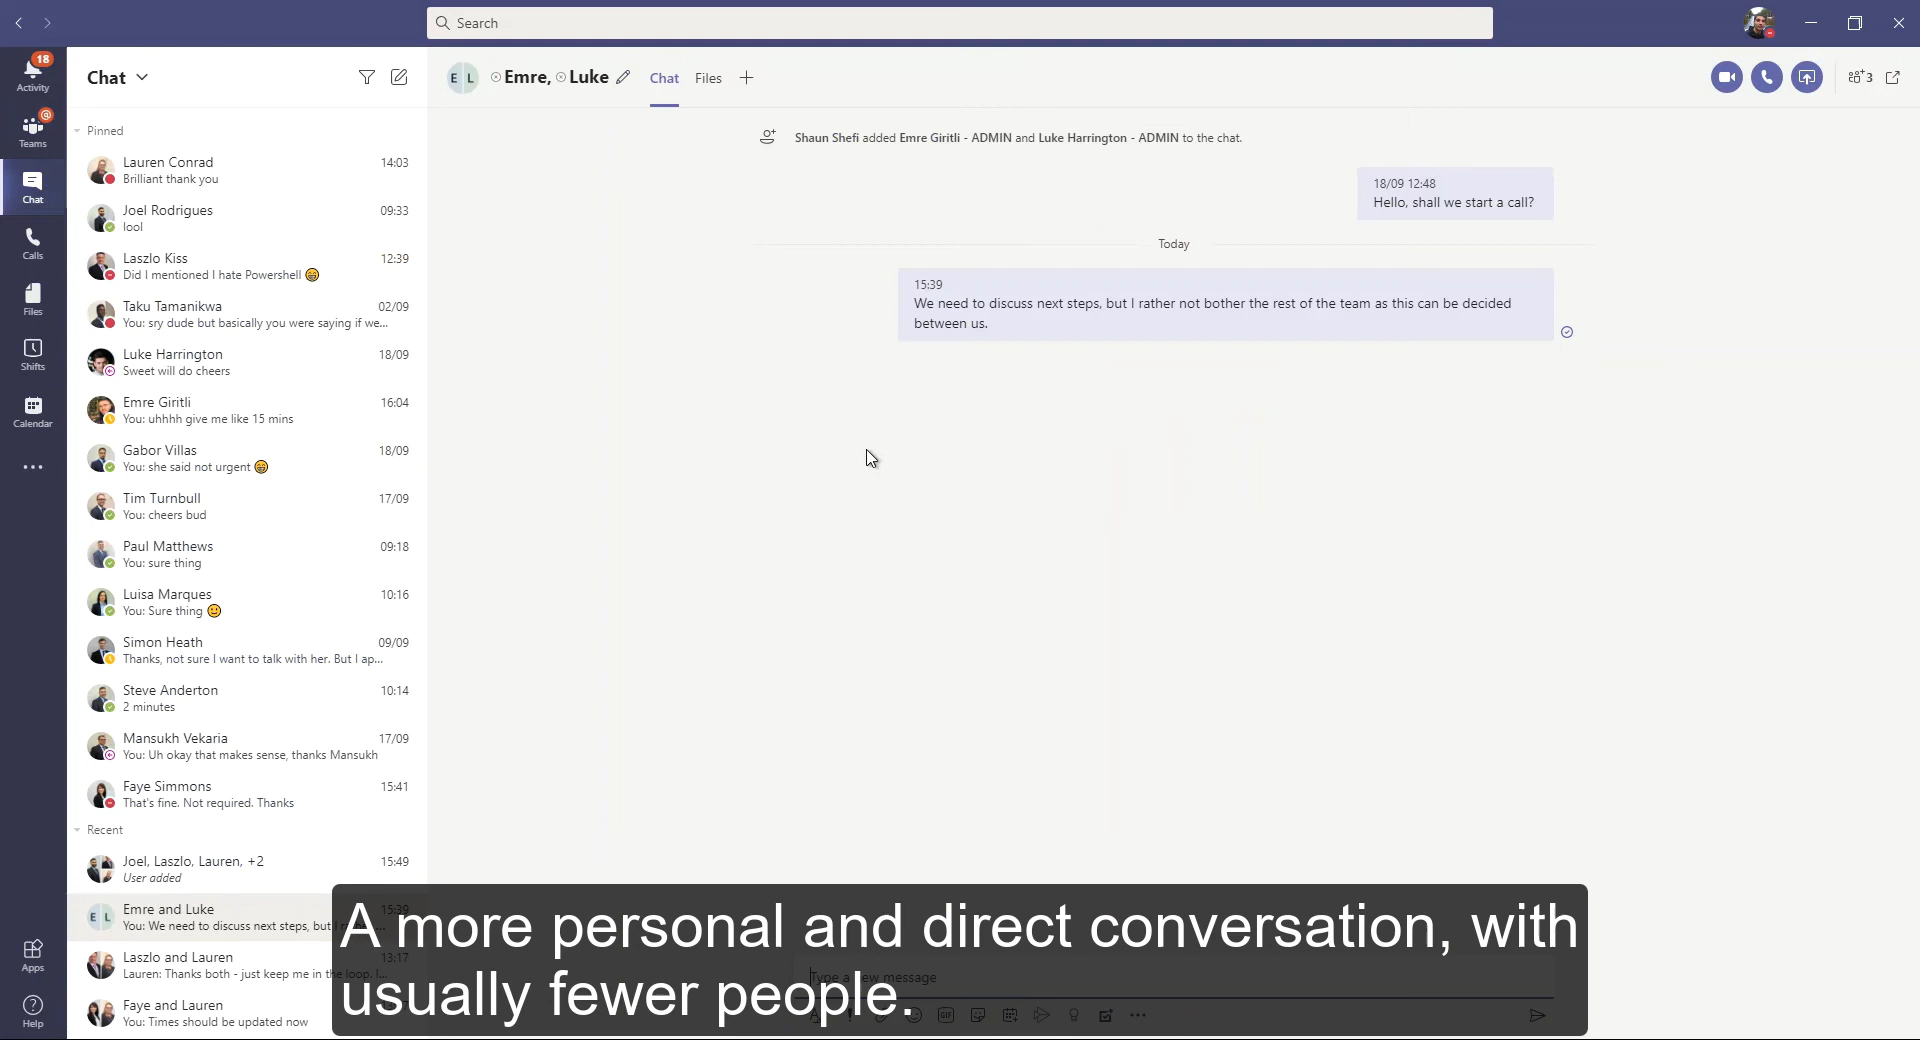 Search
18
Activity
Teams
Chat
Calls
Files
Shifts
Calendar
Apps
Help
Chat
Pinned
Lauren Conrad 14:03
Brilliant thank you
Joel Rodrigues 09:33
lool
Laszlo Kiss 12:39
Did I mentioned I hate Powershell 😁
Taku Tamanikwa 02/09
You: sry dude but basically you were saying if we...
Luke Harrington 18/09
Sweet will do cheers
Emre Giritli 16:04
You: uhhhh give me like 15 mins
Gabor Villas 18/09
You: she said not urgent 😁
Tim Turnbull 17/09
You: cheers bud
Paul Matthews 09:18
You: sure thing
Luisa Marques 10:16
You: Sure thing 🙂
Simon Heath 09/09
Thanks, not sure I want to talk with her. But I ap...
Steve Anderton 10:14
2 minutes
Mansukh Vekaria 17/09
You: Uh okay that makes sense, thanks Mansukh
Faye Simmons 15:41
That's fine. Not required. Thanks
Recent
Joel, Laszlo, Lauren, +2 15:49
User added
E L Emre and Luke 15:39
You: We need to discuss next steps, but I
Laszlo and Lauren 13:17
Lauren: Thanks both - just keep me in the loop. I...
Faye and Lauren
You: Times should be updated now
E L Emre, Luke Chat Files 3
Shaun Shefi added Emre Giritli - ADMIN and Luke Harrington - ADMIN to the chat.
18/09 12:48
Hello, shall we start a call?
Today
15:39
We need to discuss next steps, but I rather not bother the rest of the team as this can be decided
between us.
Type a new message
GIF
A more personal and direct conversation, with
usually fewer people.